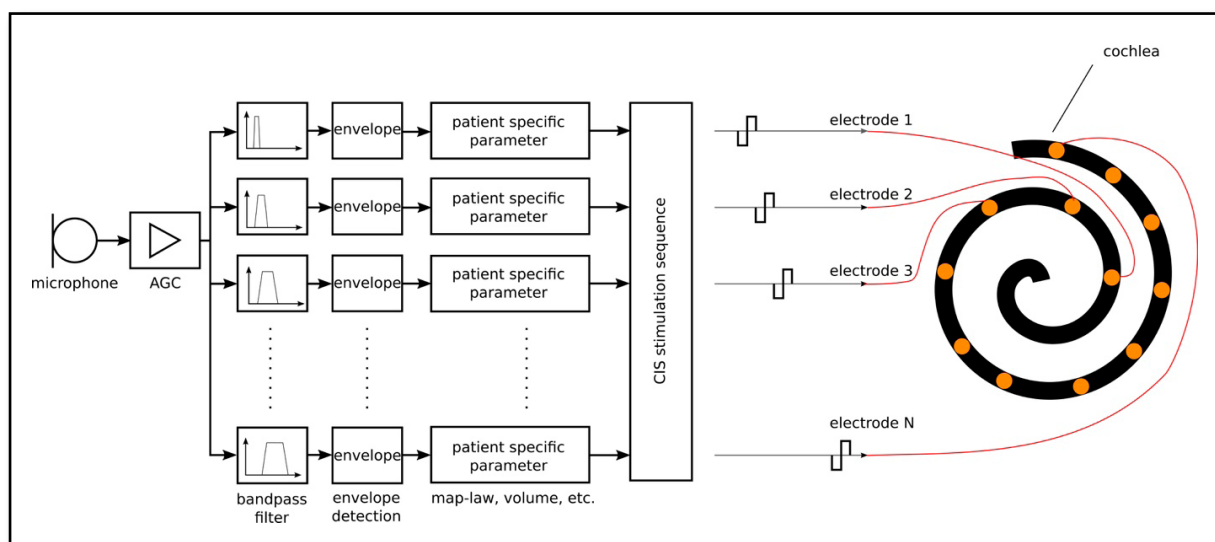 cochlea
envelope
patient specific
parameter
electrode 1
envelope
patient specific
parameter
electrode 2
microphone
AGC
envelope
patient specific
parameter
CIS stimulation sequence
electrode 3
envelope
patient specific
parameter
electrode N
bandpass
filter
envelope
detection
map-law, volume, etc.